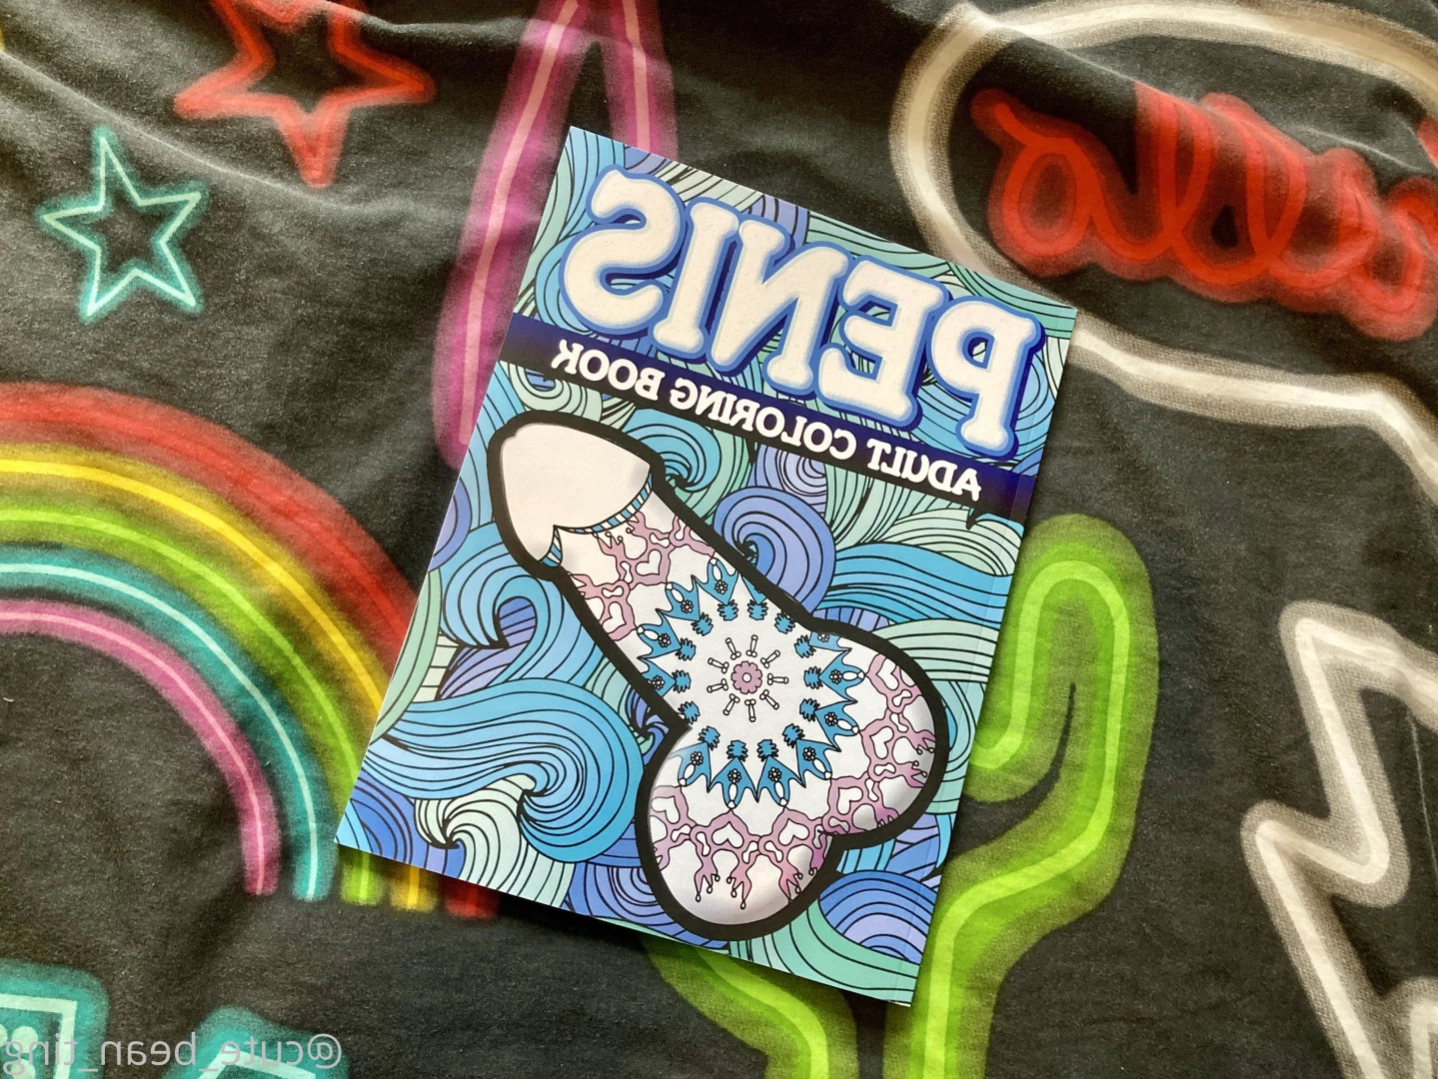 PENIS
ADULT COLORING BOOK
@cute_bean_ting